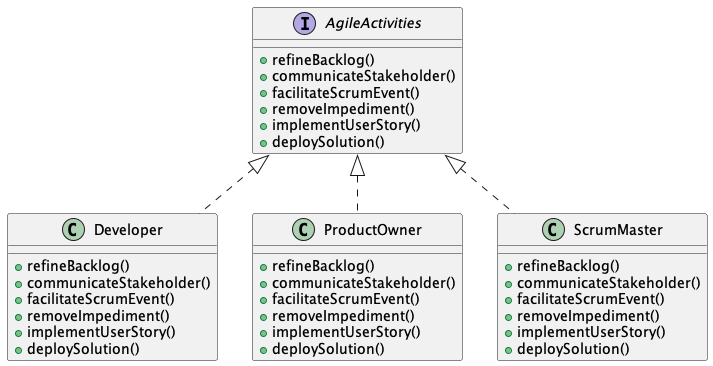 I AgileActivities
refineBacklog()
communicateStakeholder()
facilitateScrumEvent()
removeImpediment()
implementUserStory()
deploySolution()
C Developer
refineBacklog()
communicateStakeholder()
facilitateScrumEvent()
removeImpediment()
implementUserStory()
deploySolution()
C ProductOwner
refineBacklog()
communicateStakeholder()
facilitateScrumEvent()
removeImpediment()
implementUserStory()
deploySolution()
C ScrumMaster
refineBacklog()
communicateStakeholder()
facilitateScrumEvent()
removeImpediment()
implementUserStory()
deploySolution()